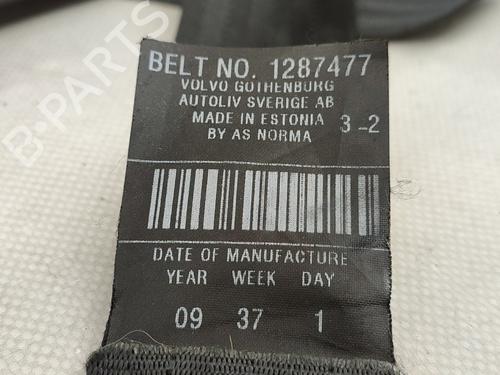 BELT NO. 1287477
VOLVO GOTHENBURG
AUTOLIV SVERIGE AB
MADE IN ESTONIA 3-2
BY AS NORMA
DATE OF MANUFACTURE
YEAR WEEK DAY
09 37 1
B-PARTS